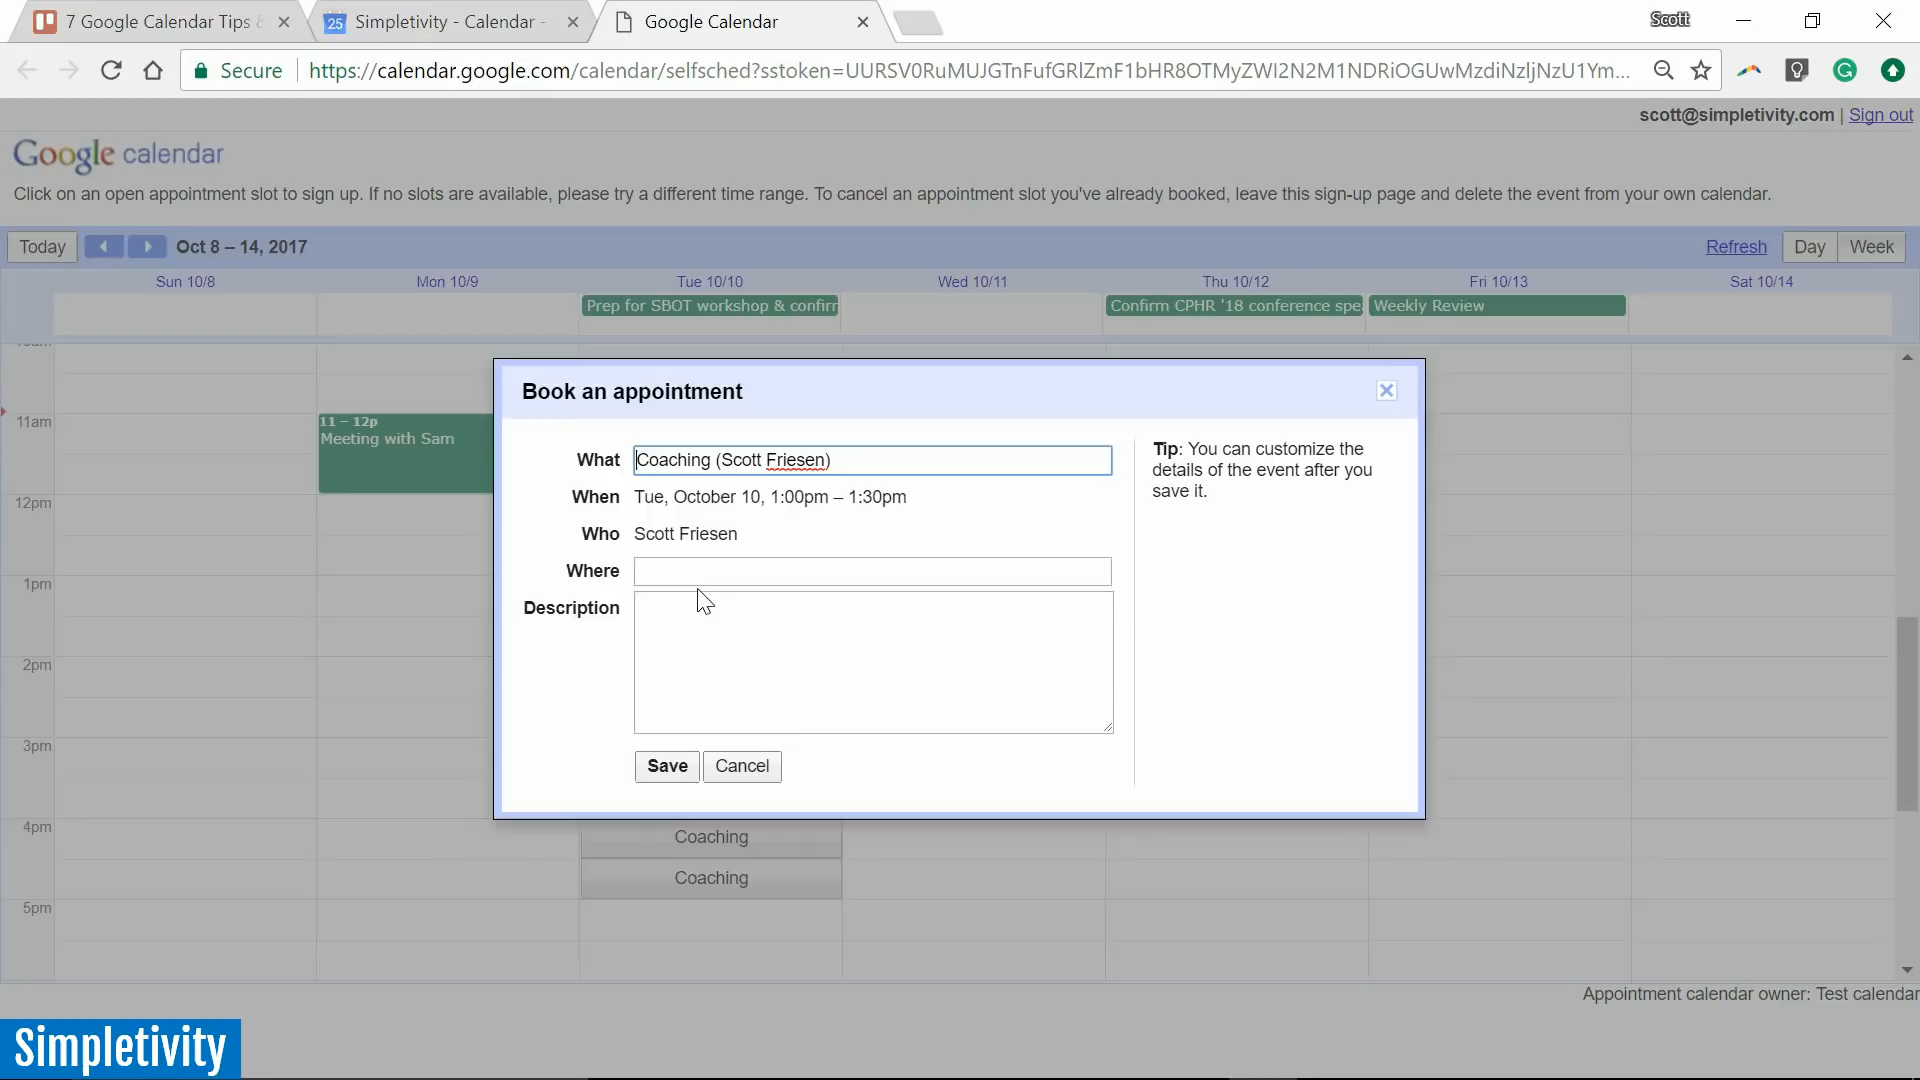 7 Google Calendar Tips
Simpletivity - Calendar -
Google Calendar
Scott
Secure
https://calendar.google.com/calendar/selfsched?sstoken=UURSV0RuMUJGTnFufGRlZmF1bHR8OTMyZWI2N2M1NDRiOGUwMzdiNzljNzU1Ym...
scott@simpletivity.com | Sign out
Google calendar
Click on an open appointment slot to sign up. If no slots are available, please try a different time range. To cancel an appointment slot you've already booked, leave this sign-up page and delete the event from your own calendar.
Today
Oct 8 – 14, 2017
Refresh
Day
Week
Sun 10/8
Mon 10/9
Tue 10/10
Wed 10/11
Thu 10/12
Fri 10/13
Sat 10/14
Prep for SBOT workshop & confirm
Confirm CPHR '18 conference spe
Weekly Review
11am
12pm
1pm
2pm
3pm
4pm
5pm
11 – 12p
Meeting with Sam
Book an appointment
What Coaching (Scott Friesen)
When Tue, October 10, 1:00pm – 1:30pm
Who Scott Friesen
Where
Description
Save
Cancel
Tip: You can customize the
details of the event after you
save it.
Coaching
Coaching
Appointment calendar owner: Test calendar
Simpletivity
25